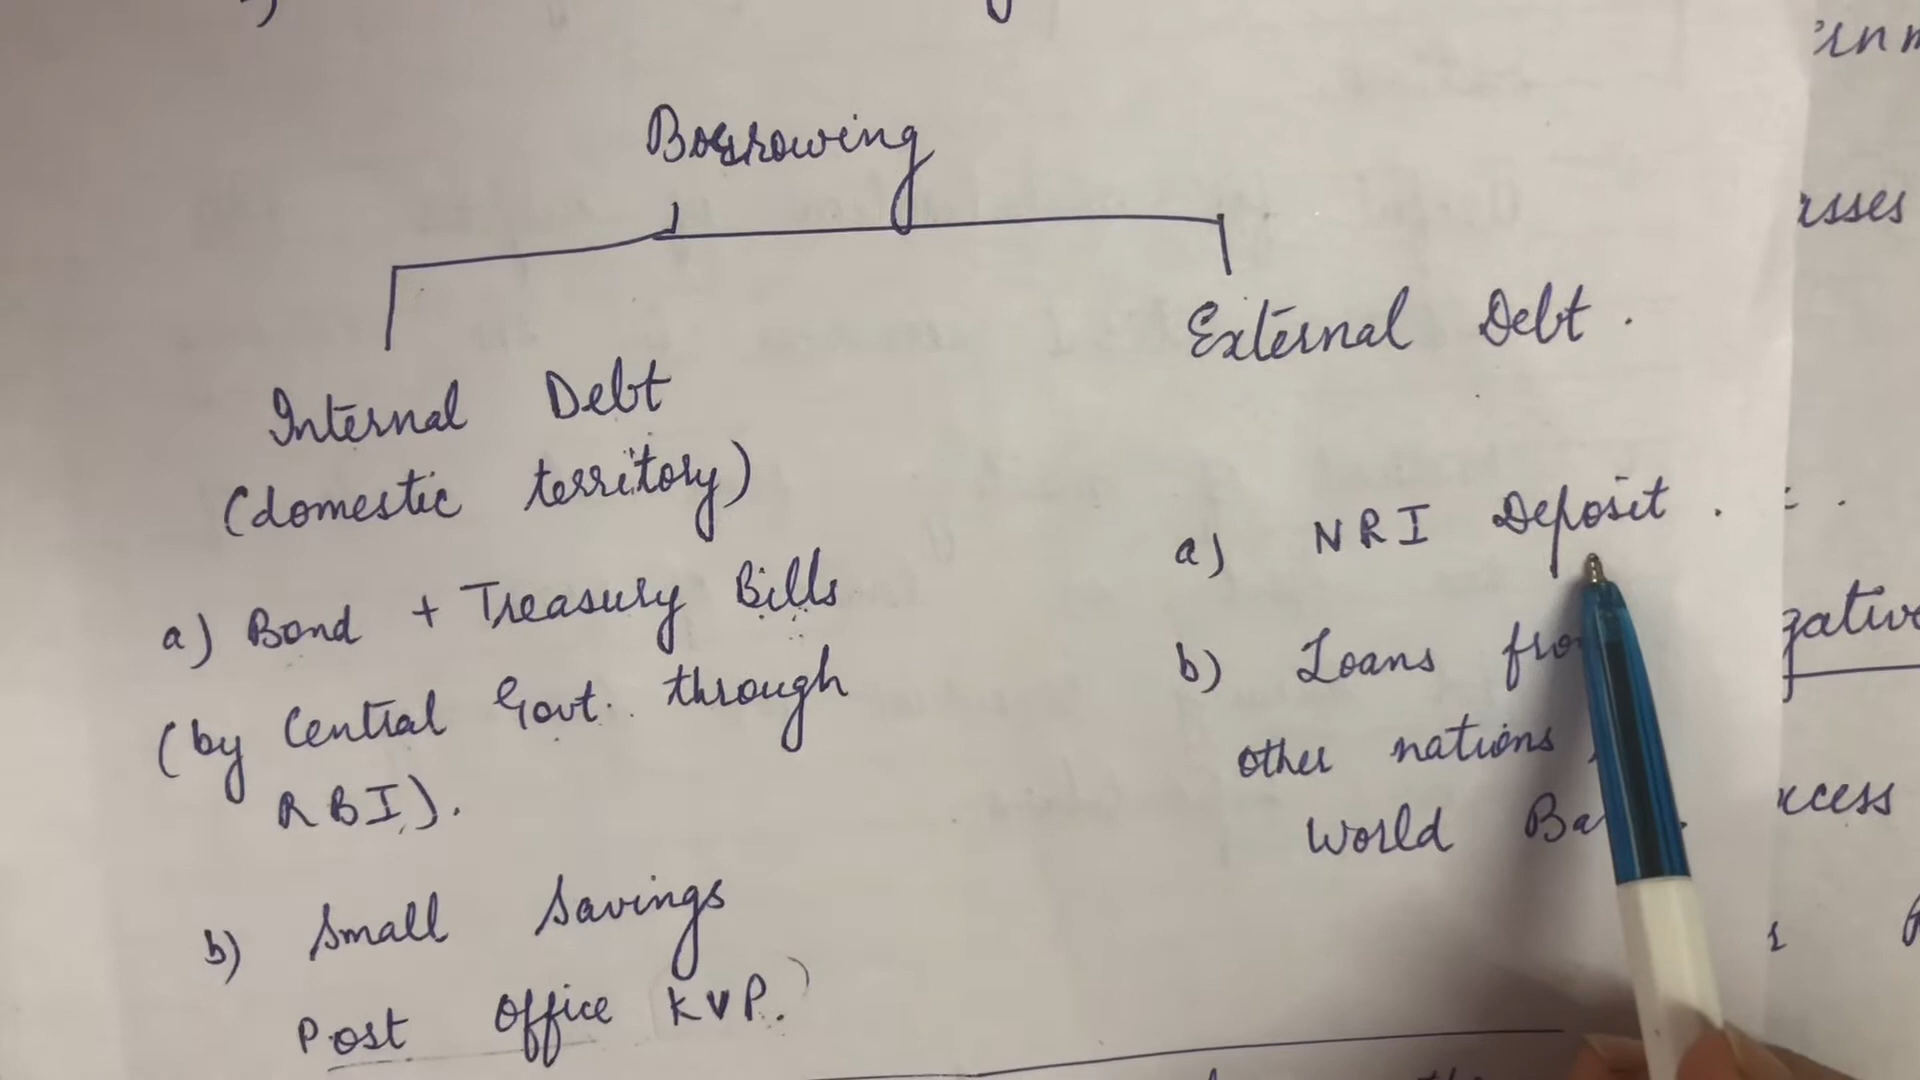 Borrowing
Internal Debt
(domestic territory)
a) Bond + Treasury Bills
(by Central Govt. through
RBI).
b) Small Savings
Post Office KVP.)
External Debt.
a) NRI Deposit.
b) Loans
other nations
World